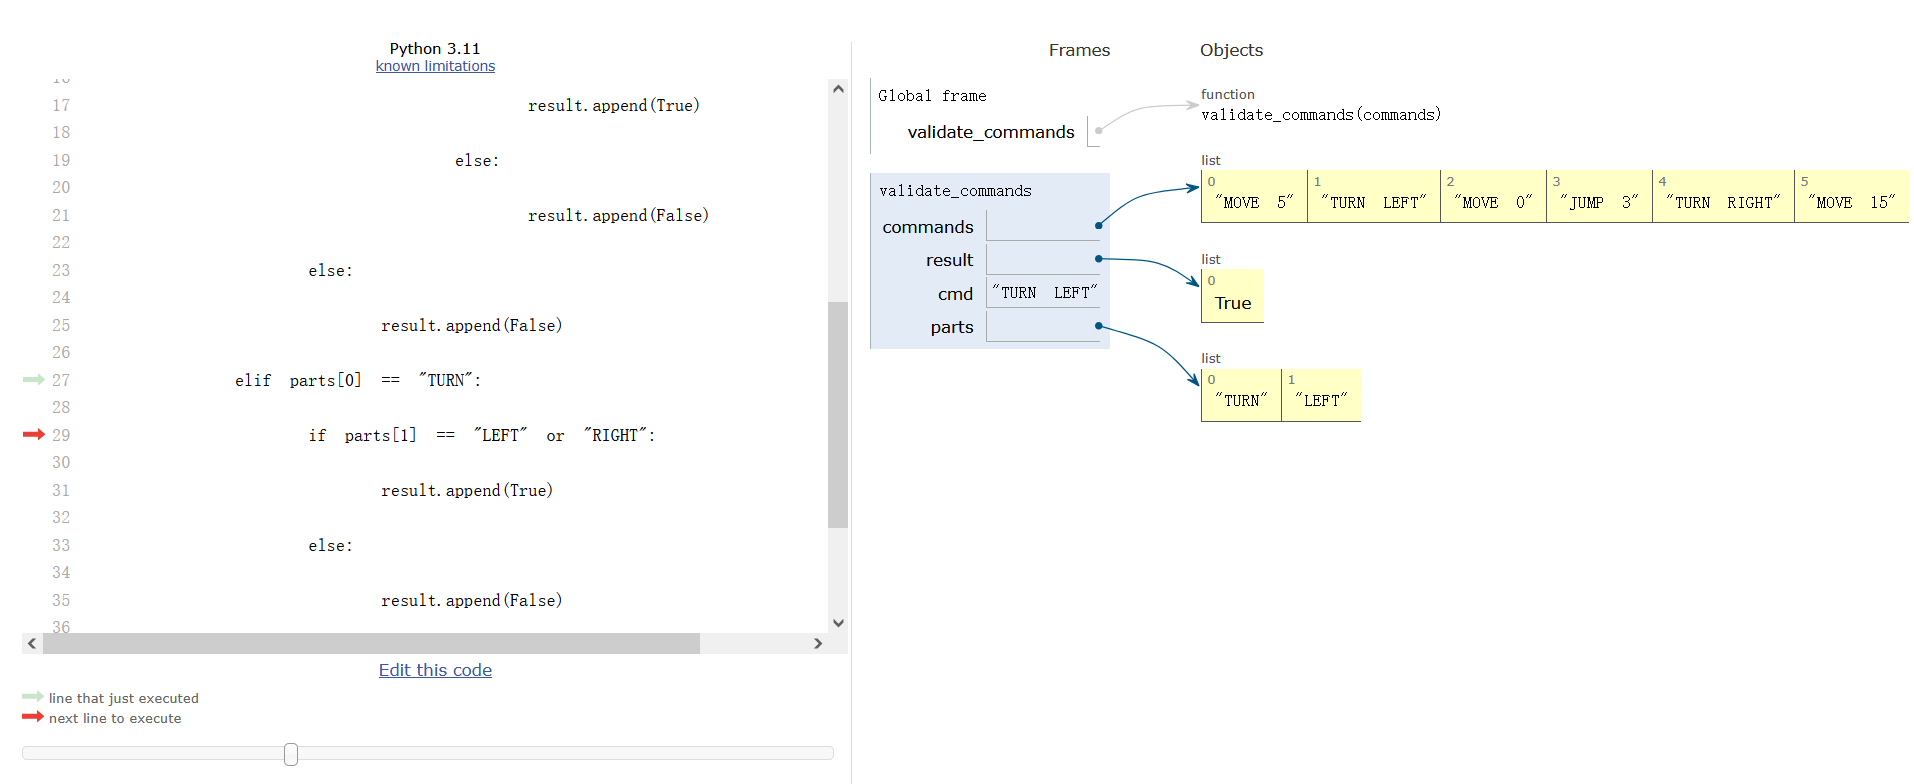 Python 3.11
known limitations
16
17 result.append(True)
18
19 else:
20
21 result.append(False)
22
23 else:
24
25 result.append(False)
26
27 elif parts[0] == "TURN":
28
29 if parts[1] == "LEFT" or "RIGHT":
30
31 result.append(True)
32
33 else:
34
35 result.append(False)
36
Edit this code
line that just executed
next line to execute
Frames
Objects
Global frame
validate_commands
function
validate_commands(commands)
validate_commands
commands
result
cmd "TURN  LEFT"
parts
list
0 1 2 3 4 5
"MOVE  5" "TURN  LEFT" "MOVE  0" "JUMP  3" "TURN  RIGHT" "MOVE  15"
list
0
True
list
0 1
"TURN" "LEFT"